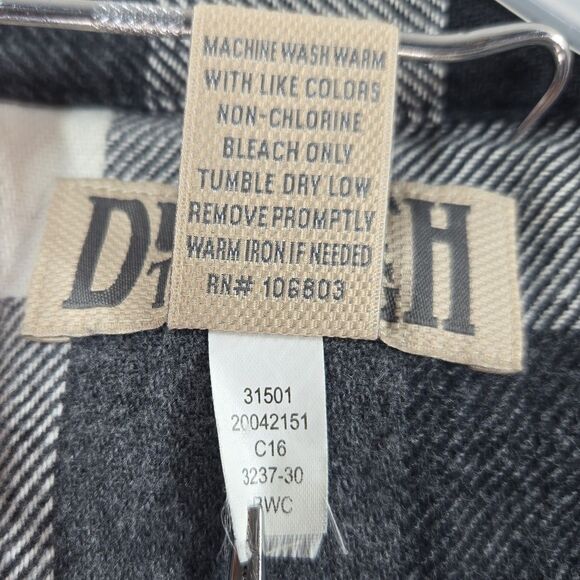 MACHINE WASH WARM
WITH LIKE COLORS
NON-CHLORINE
BLEACH ONLY
TUMBLE DRY LOW
REMOVE PROMPTLY
WARM IRON IF NEEDED
RN# 106803
31501
20042151
C16
3237-30